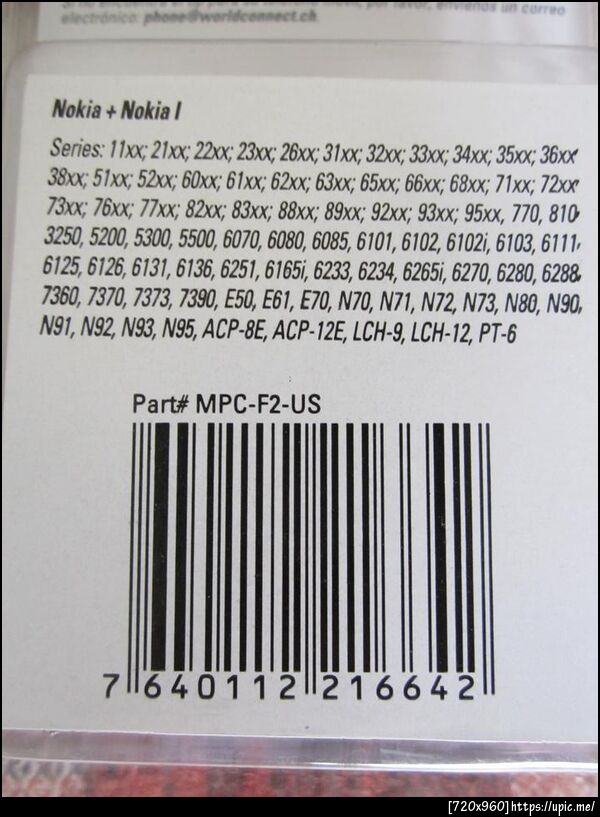 por favor, envíenos un correo
electrónico: phone@worldconnect.ch.
Nokia + Nokia I
Series: 11xx; 21xx; 22xx; 23xx; 26xx; 31xx; 32xx; 33xx; 34xx; 35xx; 36xx
38xx; 51xx; 52xx; 60xx; 61xx; 62xx; 63xx; 65xx; 66xx; 68xx; 71xx; 72xx
73xx; 76xx; 77xx; 82xx; 83xx; 88xx; 89xx; 92xx; 93xx; 95xx, 770, 810
3250, 5200, 5300, 5500, 6070, 6080, 6085, 6101, 6102, 6102i, 6103, 6111,
6125, 6126, 6131, 6136, 6251, 6165i, 6233, 6234, 6265i, 6270, 6280, 6288,
7360, 7370, 7373, 7390, E50, E61, E70, N70, N71, N72, N73, N80, N90,
N91, N92, N93, N95, ACP-8E, ACP-12E, LCH-9, LCH-12, PT-6
Part# MPC-F2-US
7 640112 216642
[720x960]https://upic.me/